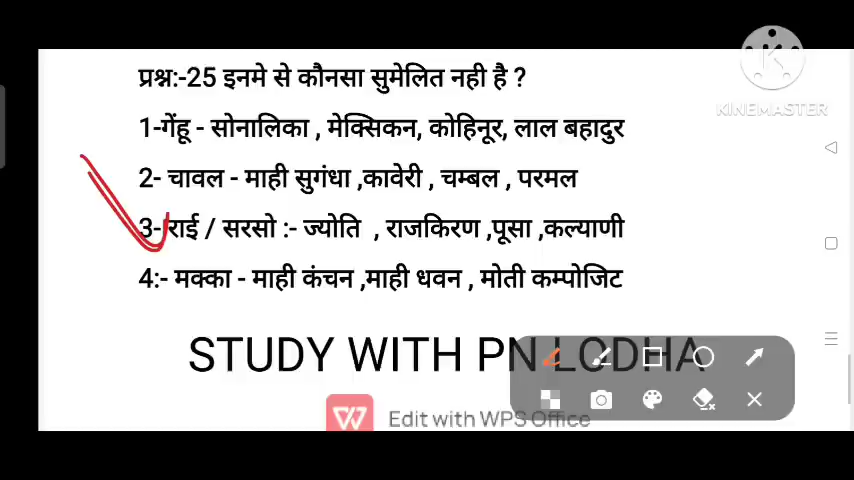 प्रश्न:-25 इनमे से कौनसा सुमेलित नही है ?
KINEMASTER
1-गेंहू - सोनालिका , मेक्सिकन, कोहिनूर, लाल बहादुर
2- चावल - माही सुगंधा ,कावेरी , चम्बल , परमल
3- राई / सरसो :- ज्योति , राजकिरण ,पूसा ,कल्याणी
4:- मक्का - माही कंचन ,माही धवन , मोती कम्पोजिट
STUDY WITH PN LODHA
Edit with WPS Office